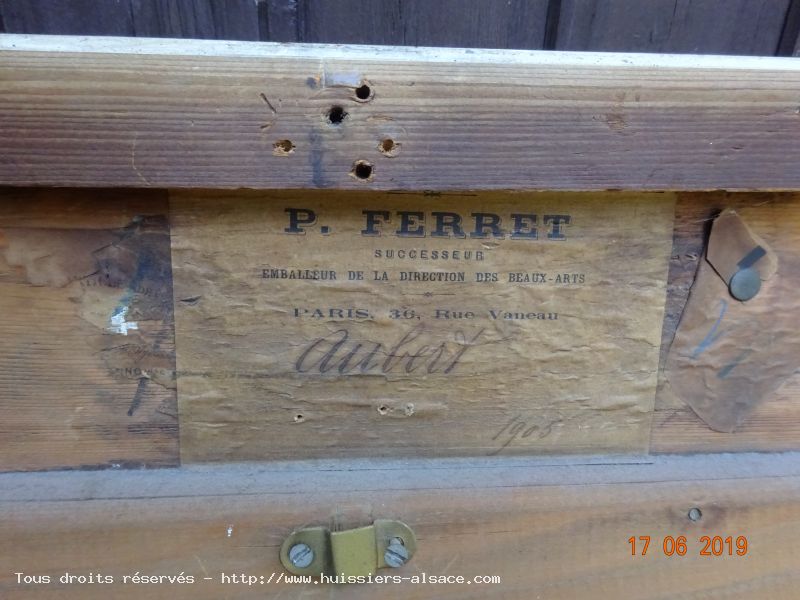 P. FERRET
SUCCESSEUR
EMBALLEUR DE LA DIRECTION DES BEAUX-ARTS
PARIS, 36, Rue Vaneau
Aubert
1905
17 06 2019
Tous droits réservés - http://www.huissiers-alsace.com